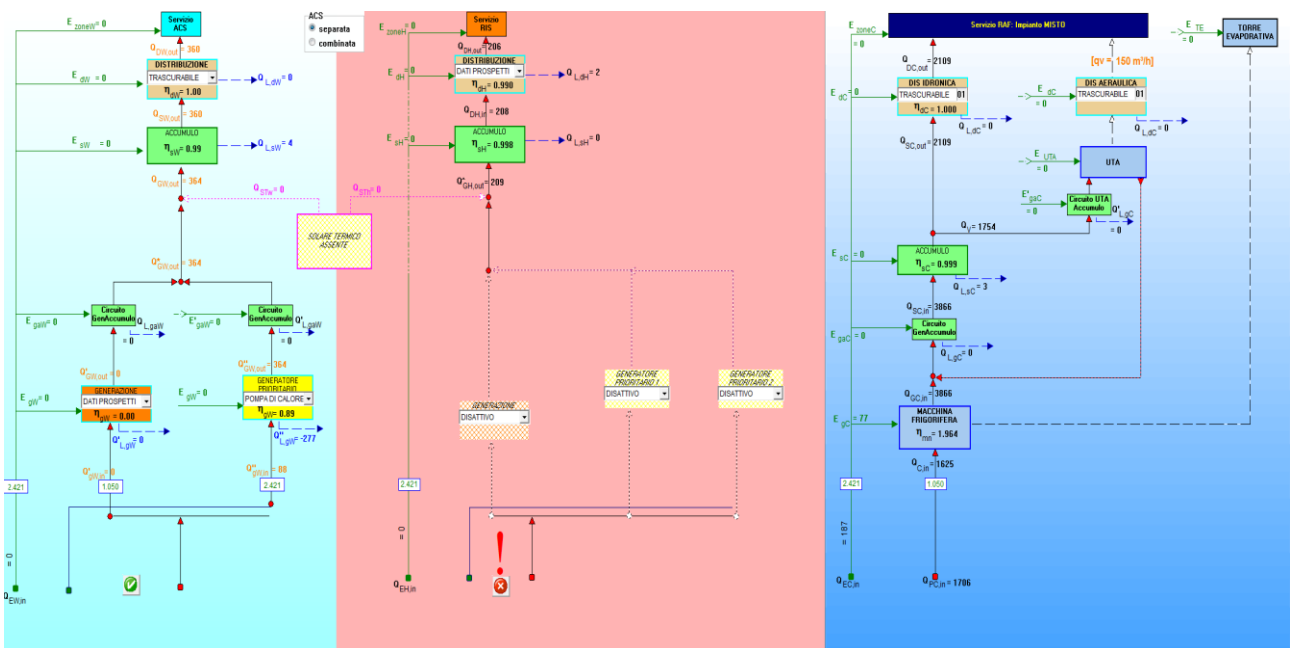 Servizio
ACS
E zoneW = 0
Q DW,out = 360
DISTRIBUZIONE
TRASCURABILE
η dW = 1.00
E dW = 0
Q L,dW = 0
Q SW,out = 360
ACCUMULO
η sW = 0.99
E sW = 0
Q L,sW = 4
Q GW,out = 364
Q STw = 0
Q" GW,out = 364
Circuito
GenAccumulo
E gaW = 0
Q L,gaW
= 0
Circuito
GenAccumulo
E' gaW = 0
Q' L,gaW
= 0
Q' GW,out = 0
GENERAZIONE
DATI PROSPETTI
η gW = 0.00
E gW = 0
Q' L,gW = 0
Q'' GW,out = 364
GENERATORE
PRIORITARIO
POMPA DI CALORE
η gW = 0.89
E gW = 0
Q'' L,gW = -277
Q' gW,in = 0
Q'' gW,in = 88
2.421
1.050
2.421
= 0
Q EW,in
ACS
separata
combinata
SOLARE TERMICO
ASSENTE
Servizio
RIS
E zoneH = 0
Q DH,out = 206
DISTRIBUZIONE
DATI PROSPETTI
η dH = 0.990
E dH = 0
Q L,dH = 2
Q DH,in = 208
ACCUMULO
η sH = 0.998
E sH = 0
Q L,sH = 0
Q" GH,out = 209
Q STh = 0
GENERAZIONE
DISATTIVO
GENERATORE
PRIORITARIO 1
DISATTIVO
GENERATORE
PRIORITARIO 2
DISATTIVO
2.421
= 0
Q EH,in
Servizio RAF: Impianto MISTO
E zoneC
= 0
E TE
= 0
TORRE
EVAPORATIVA
Q DC,out = 2109
[qv = 150 m³/h]
DIS IDRONICA
TRASCURABILE 01
η dC = 1.000
E dC = 0
Q L,dC = 0
DIS AERAILICA
TRASCURABILE 01
E dC
= 0
Q L,dC = 0
Q SC,out = 2109
E UTA
= 0
UTA
E' gaC
= 0
Circuito UTA
Accumulo
Q' L,gC
= 0
Q V = 1754
ACCUMULO
η sC = 0.999
E sC = 0
Q L,sC = 3
Q SC,in = 3866
Circuito
GenAccumulo
E gaC = 0
Q L,gC = 0
Q GC,in = 3866
MACCHINA
FRIGORIFERA
η mn = 1.964
E gC = 77
Q C,in = 1625
2.421
1.050
= 187
Q EC,in
Q PC,in = 1706